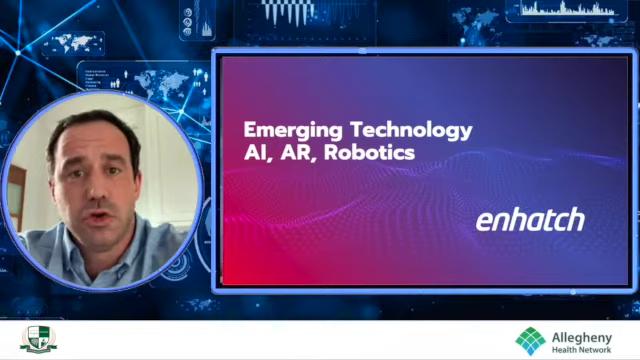 Emerging Technology
AI, AR, Robotics
enhatch
Allegheny
Health Network